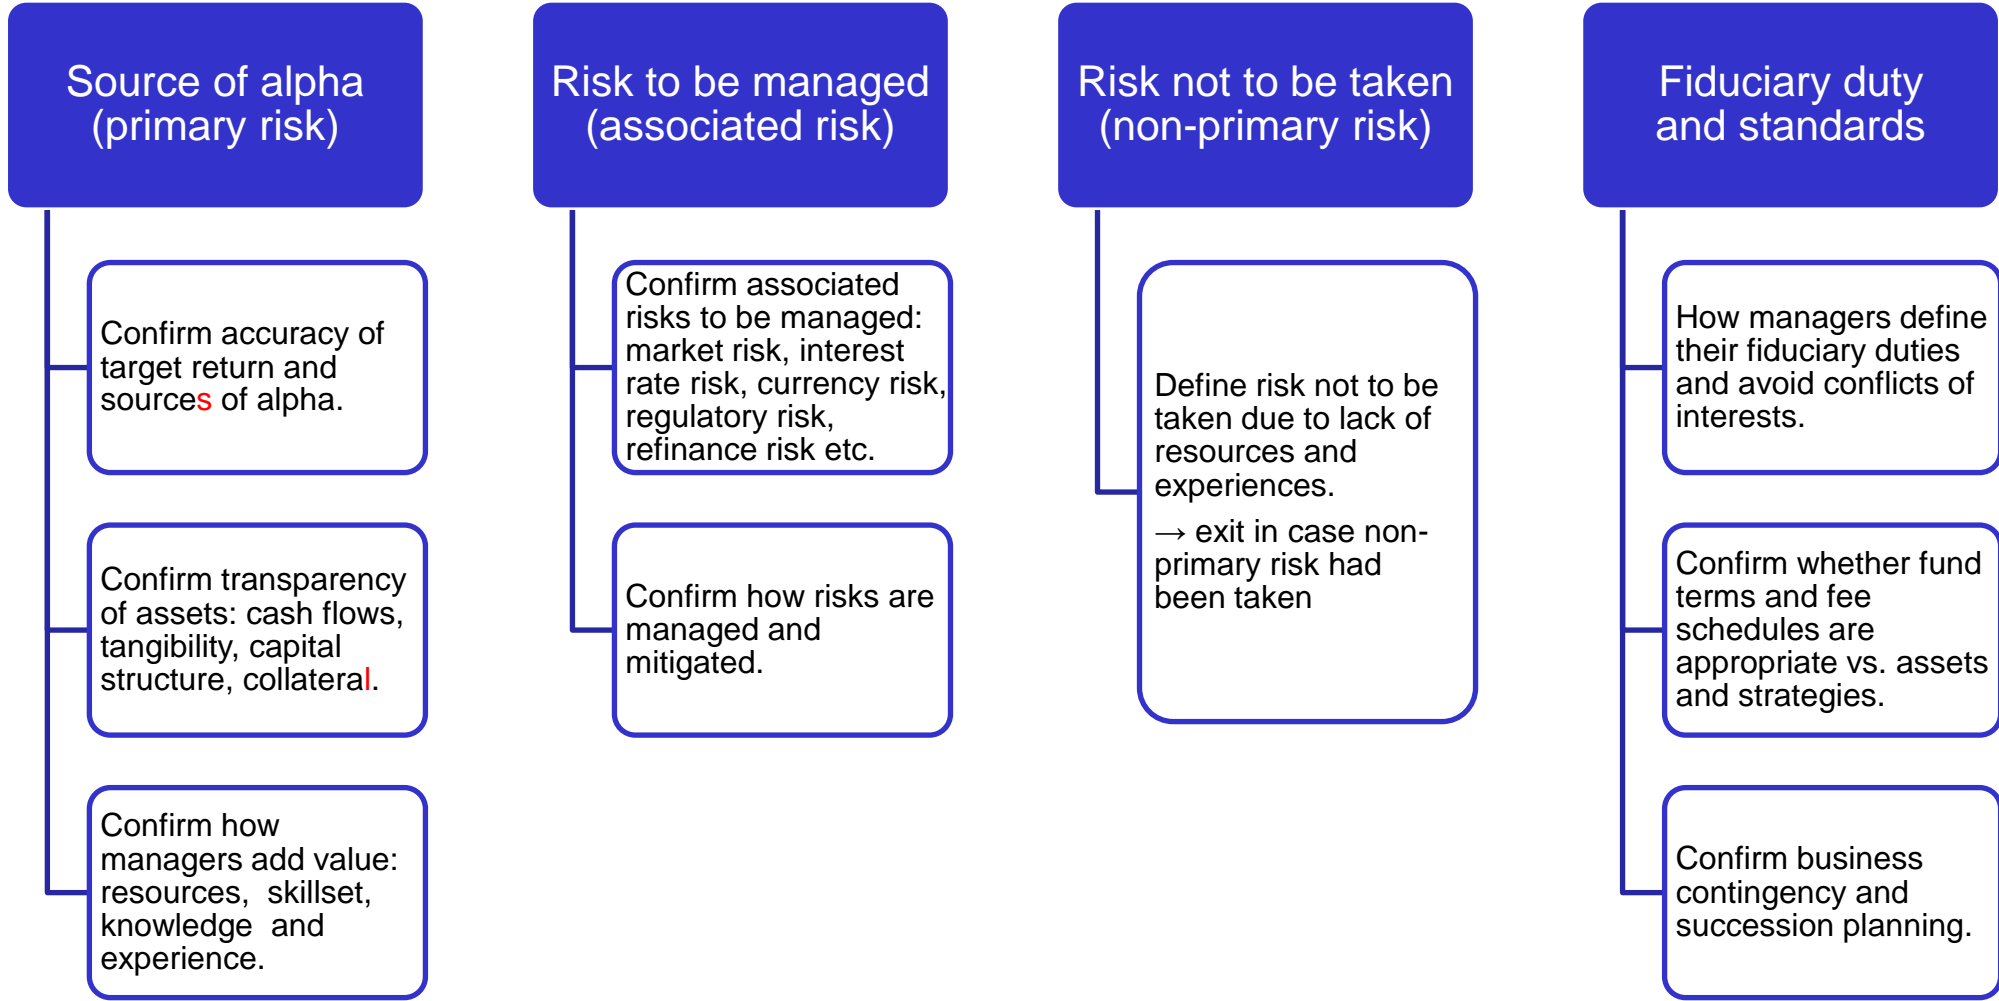 Source of alpha
(primary risk)
Confirm accuracy of
target return and
sources of alpha.
Confirm transparency
of assets: cash flows,
tangibility, capital
structure, collateral.
Confirm how
managers add value:
resources,  skillset,
knowledge  and
experience.
Risk to be managed
(associated risk)
Confirm associated
risks to be managed:
market risk, interest
rate risk, currency risk,
regulatory risk,
refinance risk etc.
Confirm how risks are
managed and
mitigated.
Risk not to be taken
(non-primary risk)
Define risk not to be
taken due to lack of
resources and
experiences.
→ exit in case non-
primary risk had
been taken
Fiduciary duty
and standards
How managers define
their fiduciary duties
and avoid conflicts of
interests.
Confirm whether fund
terms and fee
schedules are
appropriate vs. assets
and strategies.
Confirm business
contingency and
succession planning.